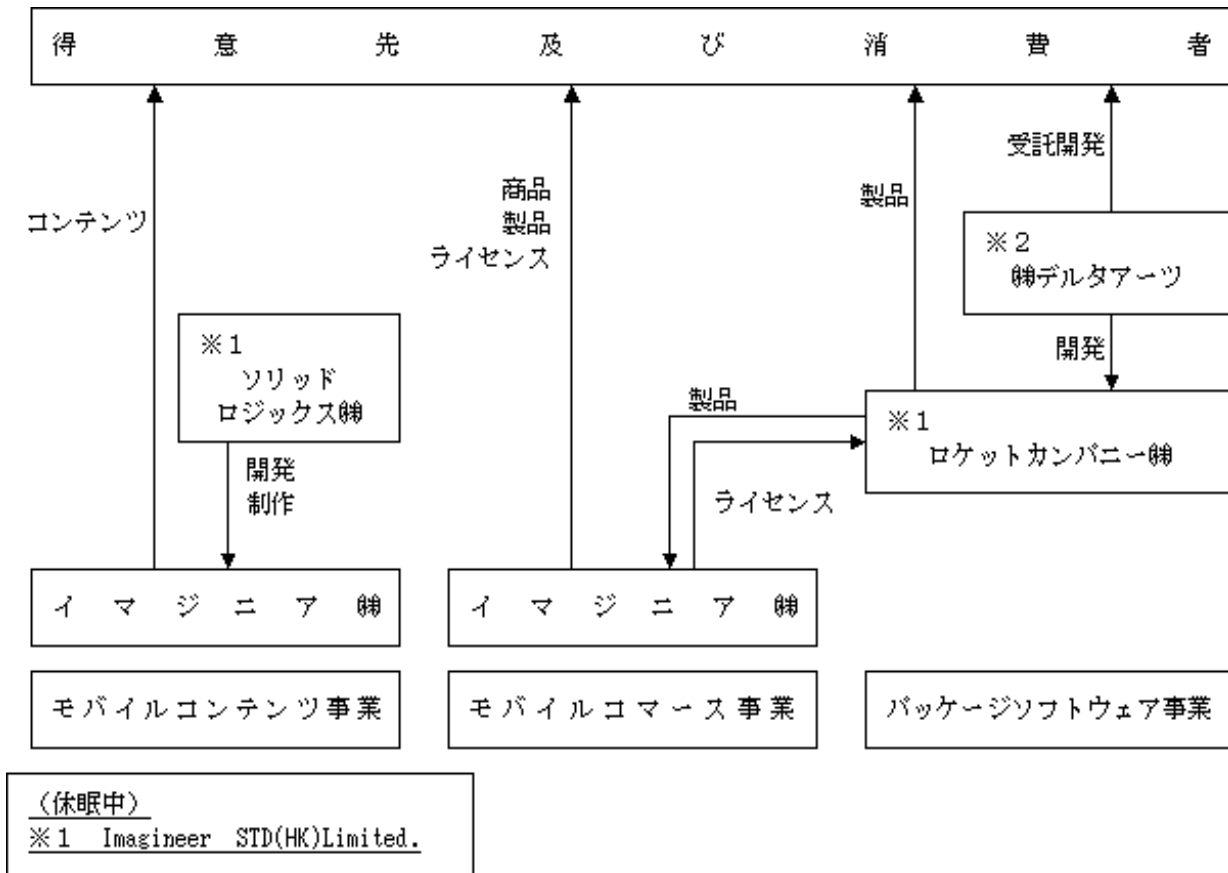 得意先及び消費者
受託開発
商品
製品
ライセンス
製品
コンテンツ
※2
㈱デルタアーツ
※1
ソリッド
ロジックス㈱
開発
製品
※1
ロケットカンパニー㈱
開発
制作
ライセンス
イマジニア㈱
イマジニア㈱
モバイルコンテンツ事業
モバイルコマース事業
パッケージソフトウェア事業
(休眠中)
※1 Imagineer STD(HK)Limited.